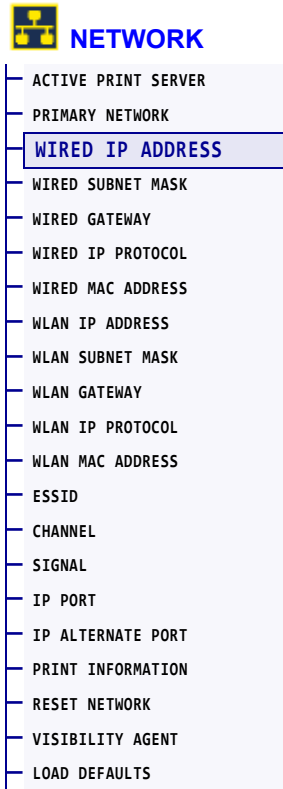 NETWORK
ACTIVE PRINT SERVER
PRIMARY NETWORK
WIRED IP ADDRESS
WIRED SUBNET MASK
WIRED GATEWAY
WIRED IP PROTOCOL
WIRED MAC ADDRESS
WLAN IP ADDRESS
WLAN SUBNET MASK
WLAN GATEWAY
WLAN IP PROTOCOL
WLAN MAC ADDRESS
ESSID
CHANNEL
SIGNAL
IP PORT
IP ALTERNATE PORT
PRINT INFORMATION
RESET NETWORK
VISIBILITY AGENT
LOAD DEFAULTS